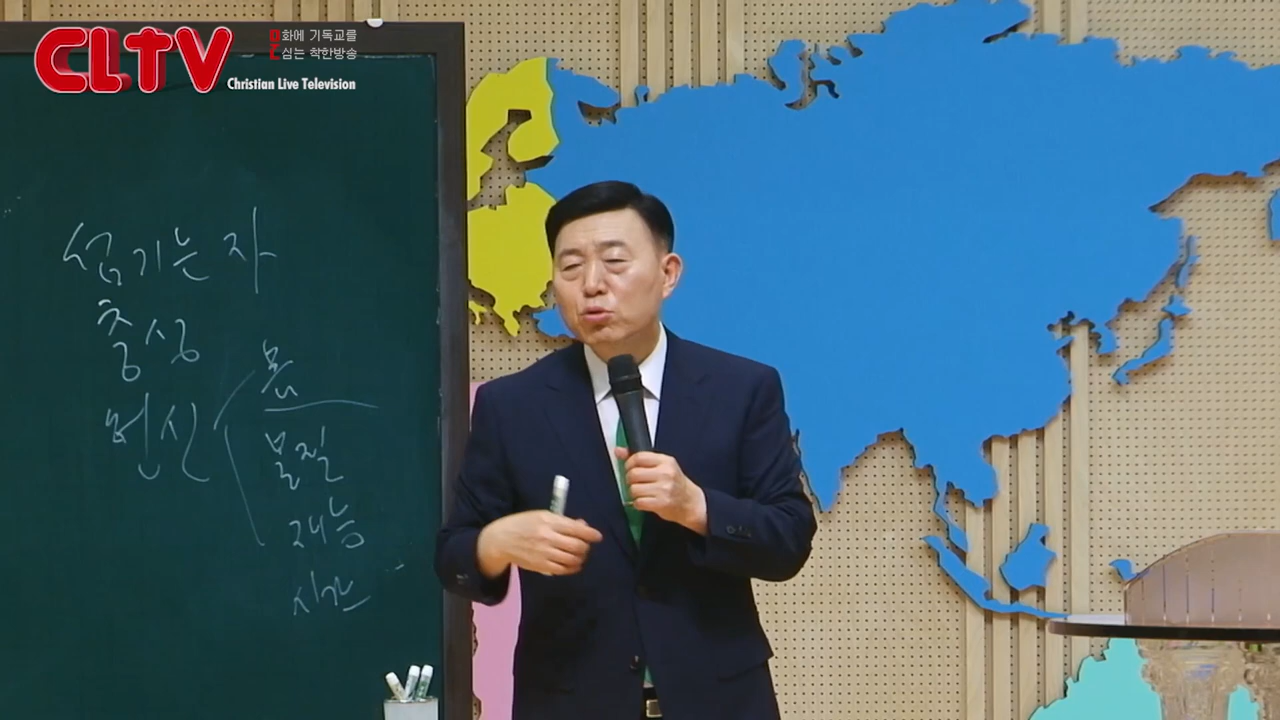 CLTV
문화에 기독교를
심는 착한방송
Christian Live Television
섬기는 자
충성
헌신
몸
물질
재능
시간